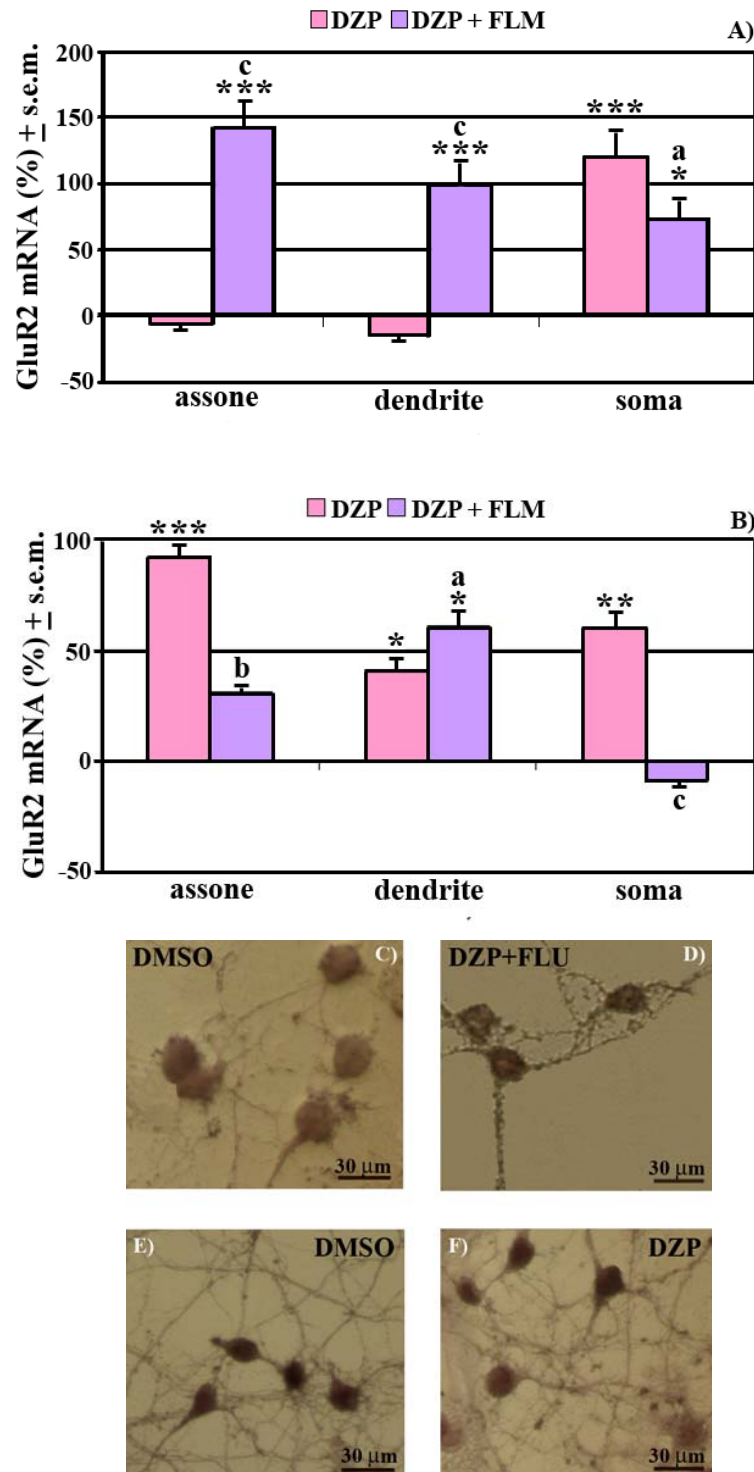 DZP DZP + FLM A)
GluR2 mRNA (%) ± s.e.m.
200
150
100
50
0
-50
c
***
c
***
***
a
*
assone dendrite soma
DZP DZP + FLM B)
GluR2 mRNA (%) ± s.e.m.
100
50
0
-50
***
b
*
a
*
**
c
assone dendrite soma
DMSO C)
30 μm
DZP+FLU D)
30 μm
E) DMSO
30 μm
F) DZP
30 μm